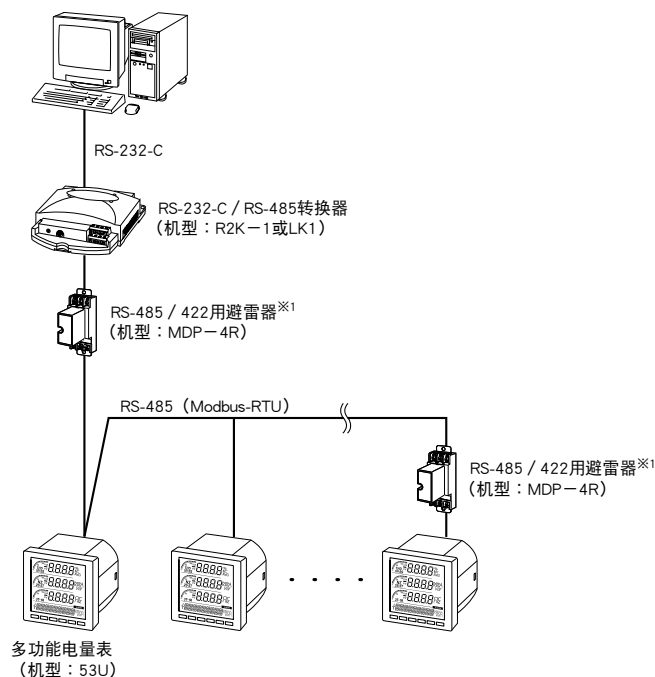 RS-232-C
RS-232-C / RS-485转换器
（机型：R2K－1或LK1）
RS-485 / 422用避雷器※1
（机型：MDP－4R）
RS-485（Modbus-RTU）
RS-485 / 422用避雷器※1
（机型：MDP－4R）
多功能电量表
（机型：53U）